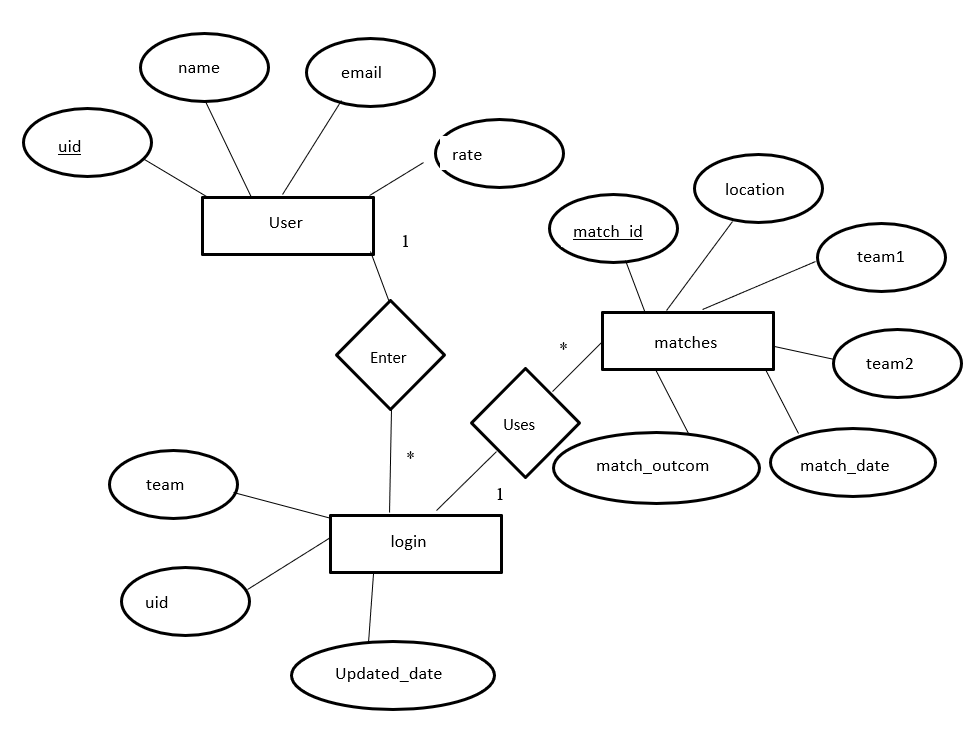 name
email
uid
rate
location
User
match_id
1
team1
*
matches
Enter
team2
Uses
*
match_outcom
match_date
team
1
login
uid
Updated_date